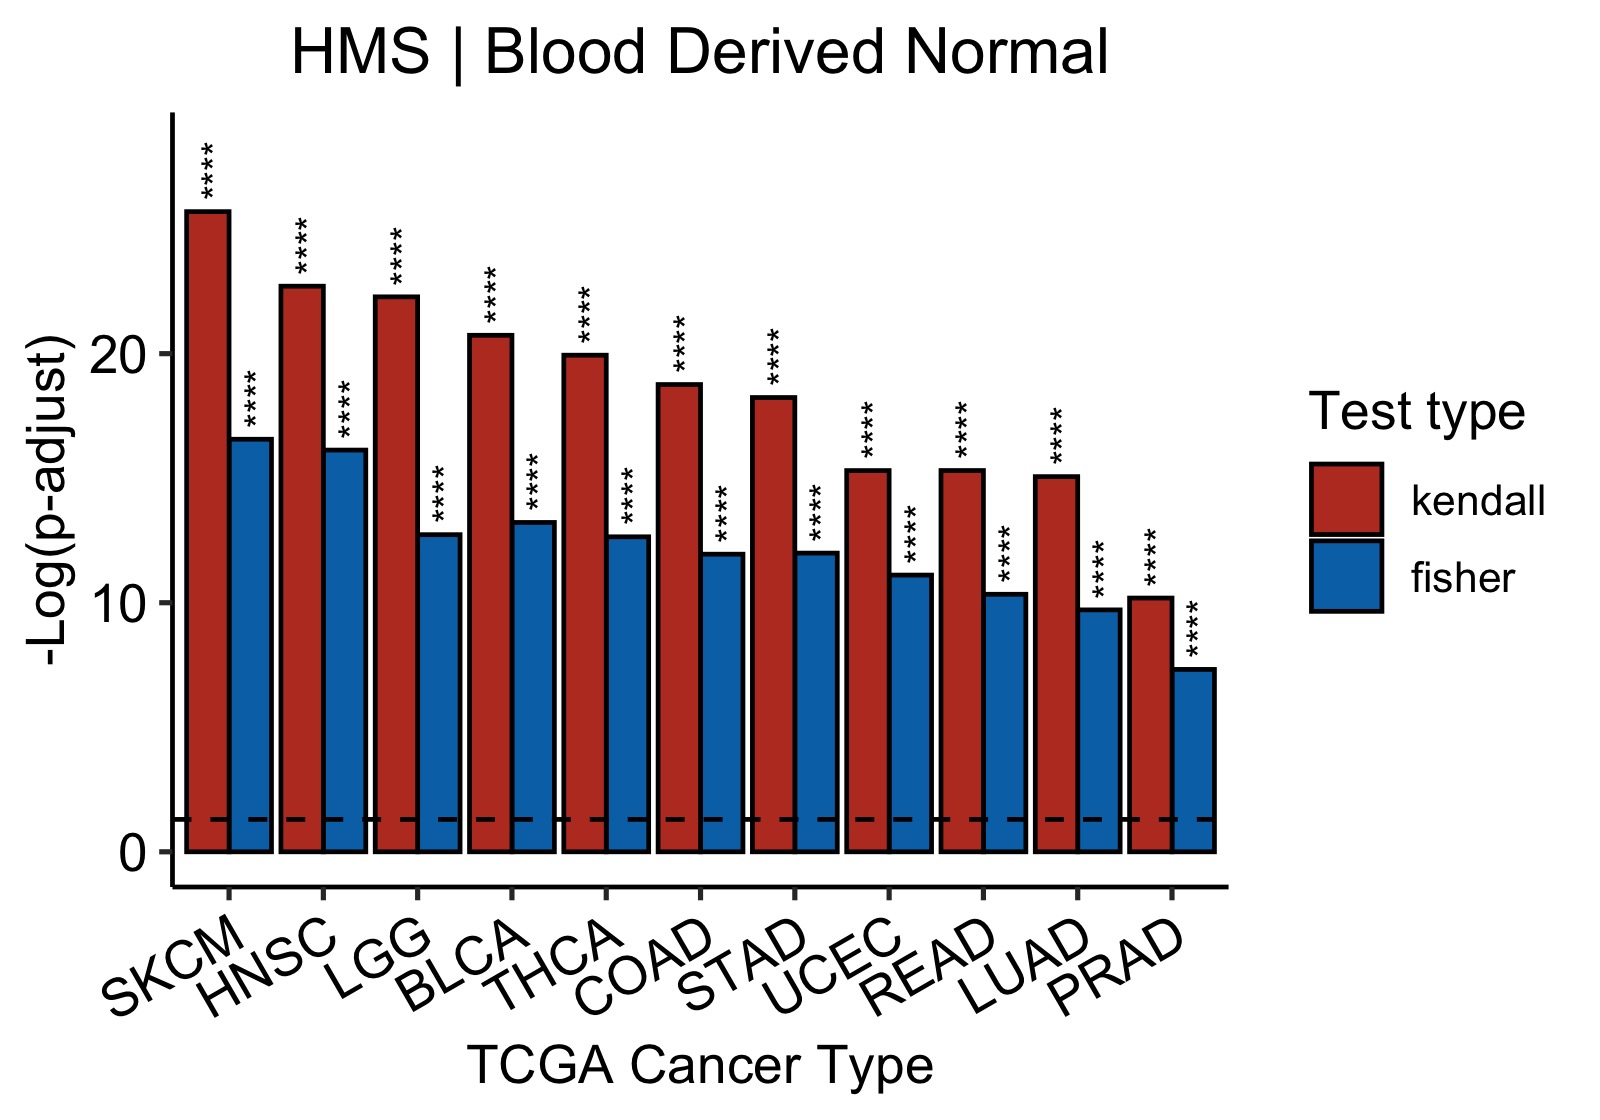 HMS | Blood Derived Normal
-Log(p-adjust)
20
10
0
**** **** **** **** **** **** **** **** **** **** ****
**** **** **** **** **** **** **** **** **** **** ****
SKCM HNSC LGG BLCA THCA COAD STAD UCEC READ LUAD PRAD
TCGA Cancer Type
Test type
kendall
fisher